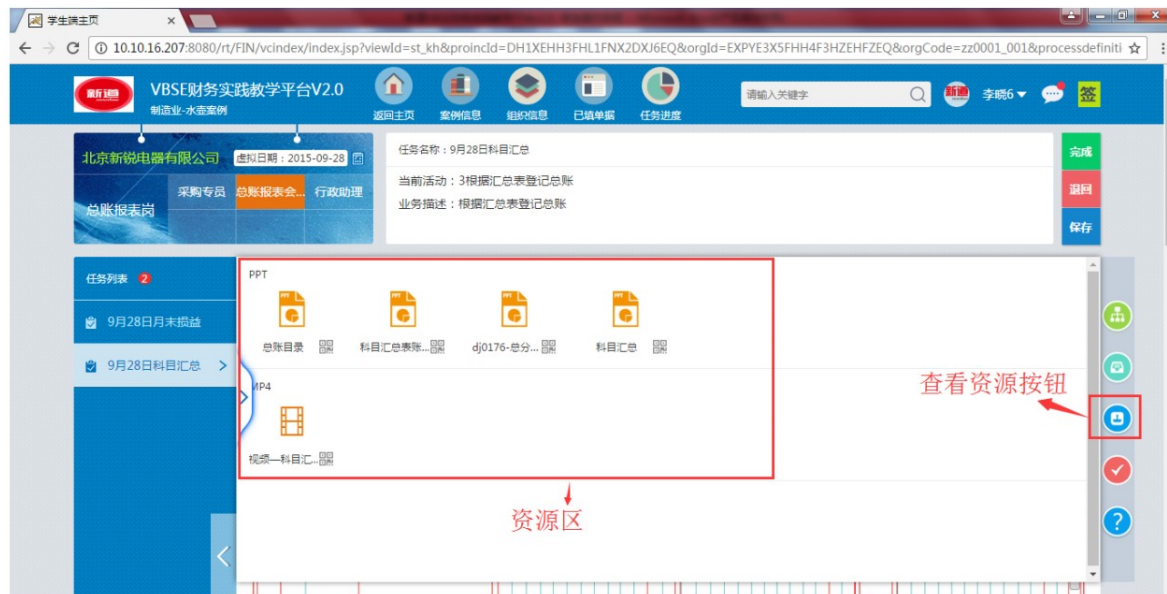 学生端主页
10.10.16.207:8080/rt/FIN/vcindex/index.jsp?viewId=st_kh&proincId=DH1XEHH3FHL1FNX2DXJ6EQ&orgId=EXPYE3X5FHH4F3HZEHFZEQ&orgCode=zz0001_001&processdefiniti
新道 VBSE财务实践教学平台V2.0
制造业-水壶案例
返回主页 案例信息 组织信息 已填单据 任务进度
请输入关键字
新道 李晓6 签
北京新锐电器有限公司 虚拟日期：2015-09-28
总账报表岗 采购专员 总账报表会... 行政助理
任务名称：9月28日科目汇总
当前活动：3根据汇总表登记总账
业务描述：根据汇总表登记总账
完成
退回
保存
任务列表 2
9月28日月末损益
9月28日科目汇总
PPT
总账目录 科目汇总表账... dj0176-总分... 科目汇总
MP4
视频—科目汇...
查看资源按钮
资源区